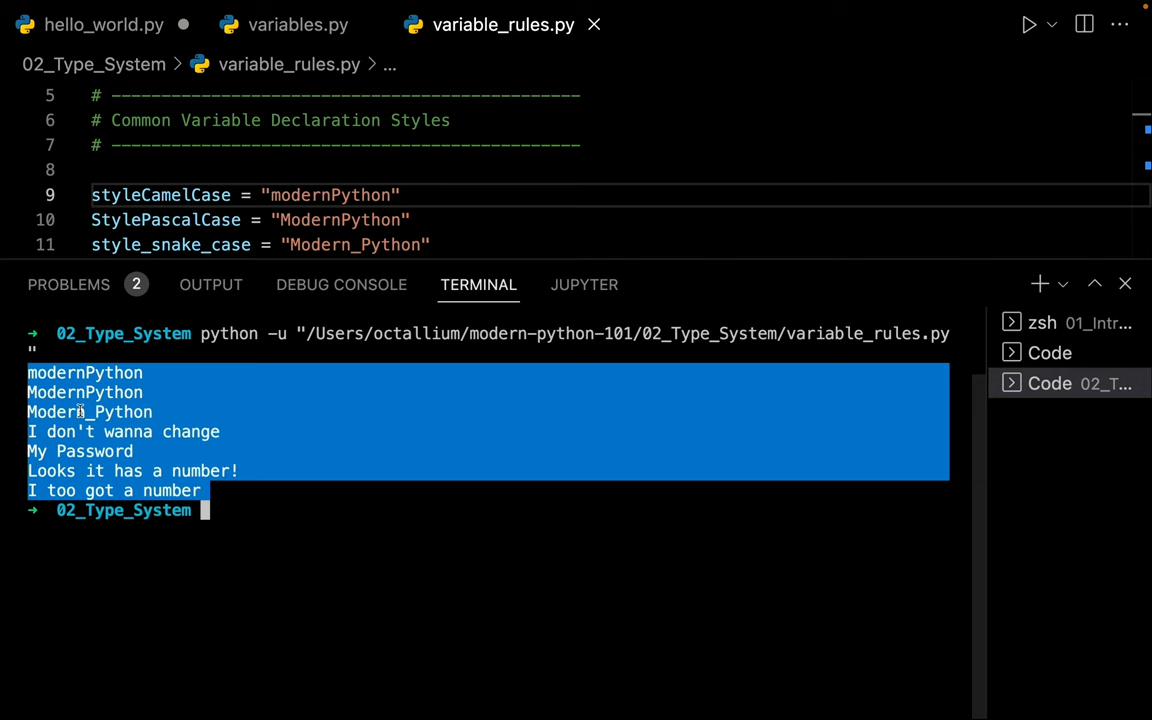 hello_world.py
variables.py
variable_rules.py
02_Type_System > variable_rules.py > ...
5 # -----------------------------------------------
6 # Common Variable Declaration Styles
7 # -----------------------------------------------
8
9 styleCamelCase = "modernPython"
10 StylePascalCase = "ModernPython"
11 style_snake_case = "Modern_Python"
PROBLEMS 2 OUTPUT DEBUG CONSOLE TERMINAL JUPYTER
→ 02_Type_System python -u "/Users/octallium/modern-python-101/02_Type_System/variable_rules.py
"
modernPython
ModernPython
Modern_Python
I don't wanna change
My Password
Looks it has a number!
I too got a number
→ 02_Type_System
zsh 01_Intr...
Code
Code 02_T...